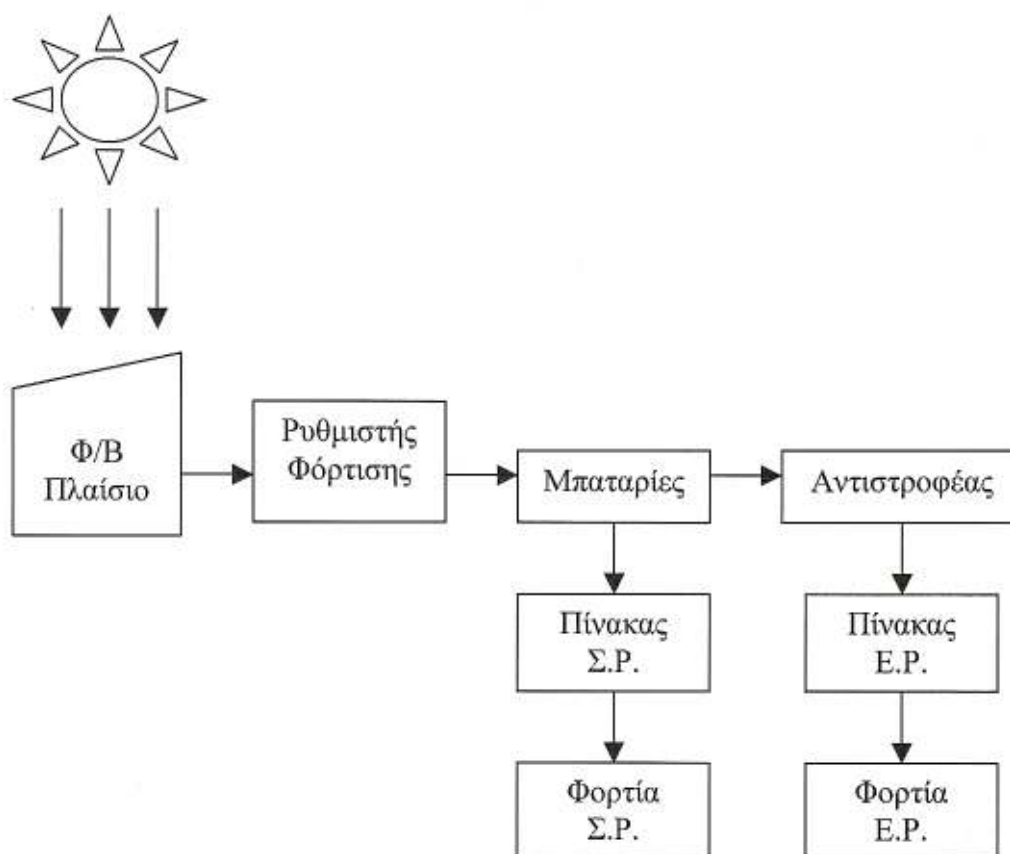 Φ/Β
Πλαίσιο
Ρυθμιστής
Φόρτισης
Μπαταρίες
Αντιστροφέας
Πίνακας
Σ.Ρ.
Πίνακας
Ε.Ρ.
Φορτία
Σ.Ρ.
Φορτία
Ε.Ρ.